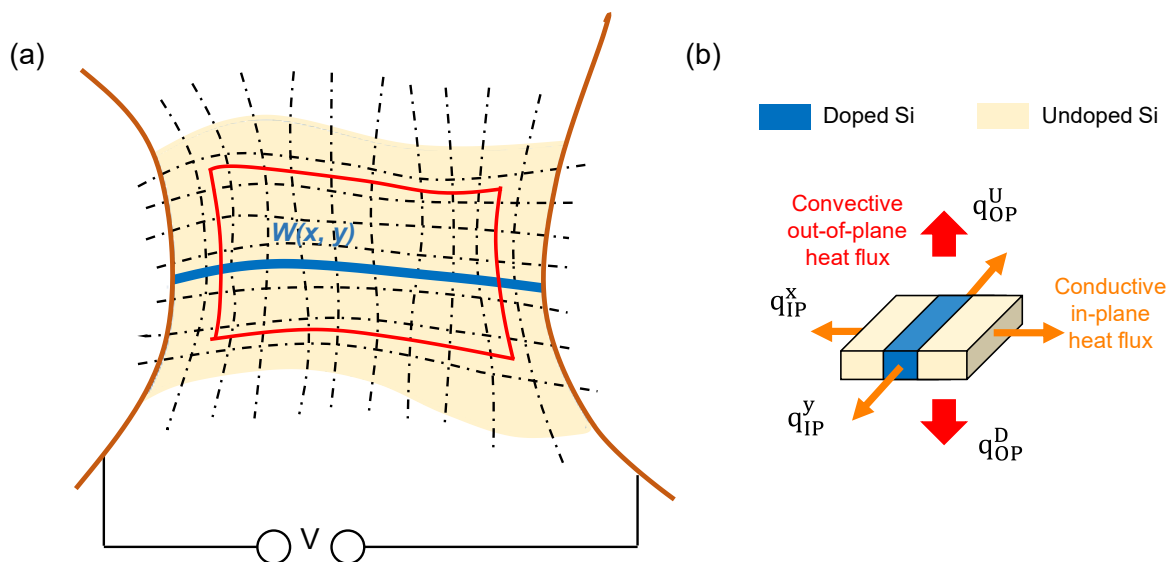 (a)
W(x, y)
V
(b)
Doped Si
Undoped Si
Convective
out-of-plane
heat flux
q_OP^U
q_IP^x
Conductive
in-plane
heat flux
q_IP^y
q_OP^D